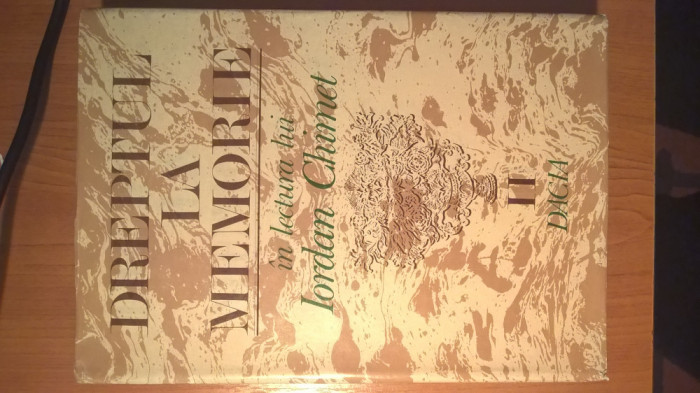 DREPTUL
LA
MEMORIE
în lectura lui
Iordan Chimet
II
DACIA